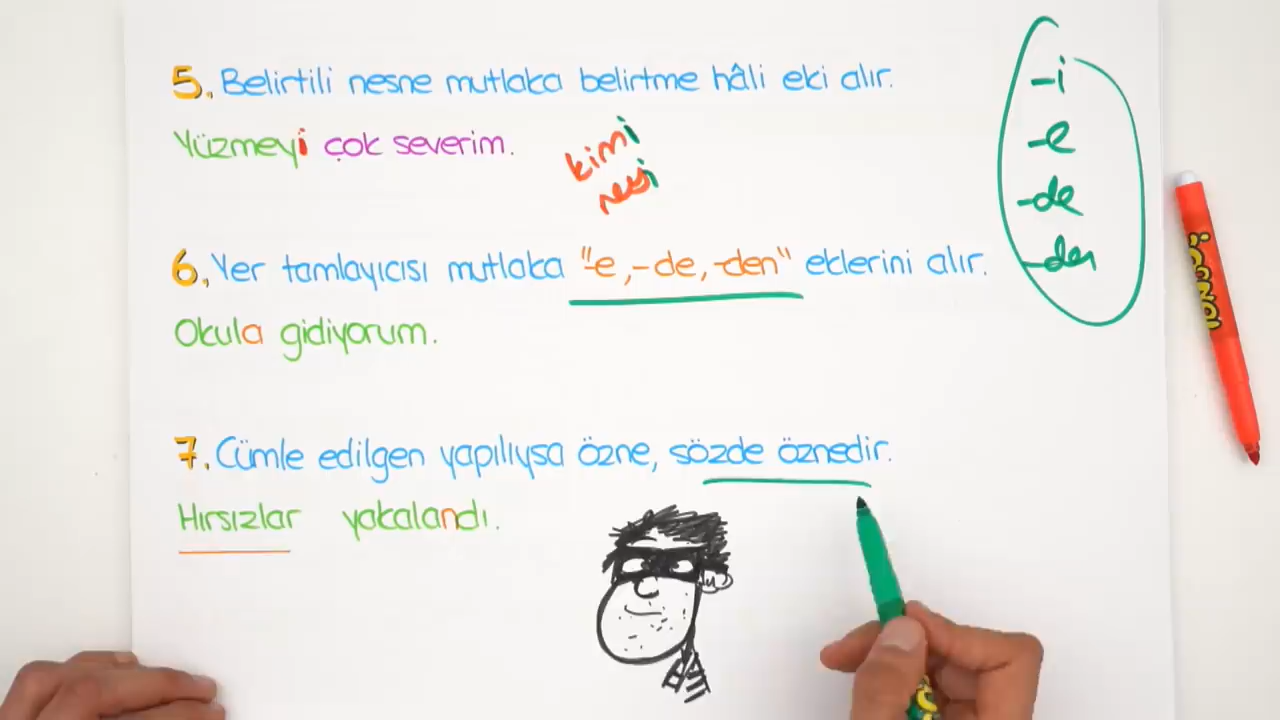 5. Belirtili nesne mutlaka belirtme hâli eki alır.
Yüzmeyi çok severim.
kimi
neyi
-i
-e
-de
-den
6. Yer tamlayıcısı mutlaka "-e, -de, -den" eklerini alır.
Okula gidiyorum.
7. Cümle edilgen yapılıysa özne, sözde öznedir.
Hırsızlar yakalandı.